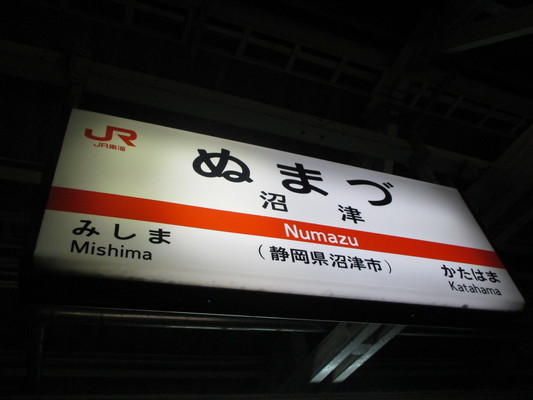 JR
JR東海
ぬまづ
沼津
Numazu
みしま
Mishima
(静岡県沼津市)
かたはま
Katahama